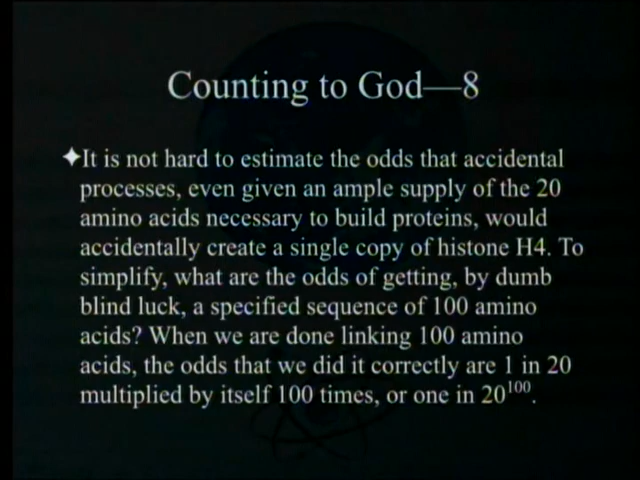 Counting to God—8
✦It is not hard to estimate the odds that accidental
processes, even given an ample supply of the 20
amino acids necessary to build proteins, would
accidentally create a single copy of histone H4. To
simplify, what are the odds of getting, by dumb
blind luck, a specified sequence of 100 amino
acids? When we are done linking 100 amino
acids, the odds that we did it correctly are 1 in 20
multiplied by itself 100 times, or one in 20¹⁰⁰.